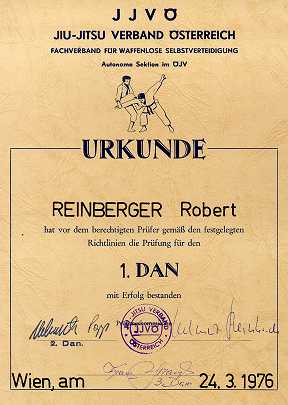 JJVÖ
JIU-JITSU VERBAND ÖSTERREICH
FACHVERBAND FÜR WAFFENLOSE SELBSTVERTEIDIGUNG
Autonome Sektion im ÖJV
URKUNDE
REINBERGER Robert
hat vor dem berechtigten Prüfer gemäß den festgelegten
Richtlinien die Prüfung für den
1. DAN
mit Erfolg bestanden
JIU JITSU VERBAND
JJVÖ
ÖSTERREICH
2. Dan.
3. Dan
Wien, am 24. 3. 1976